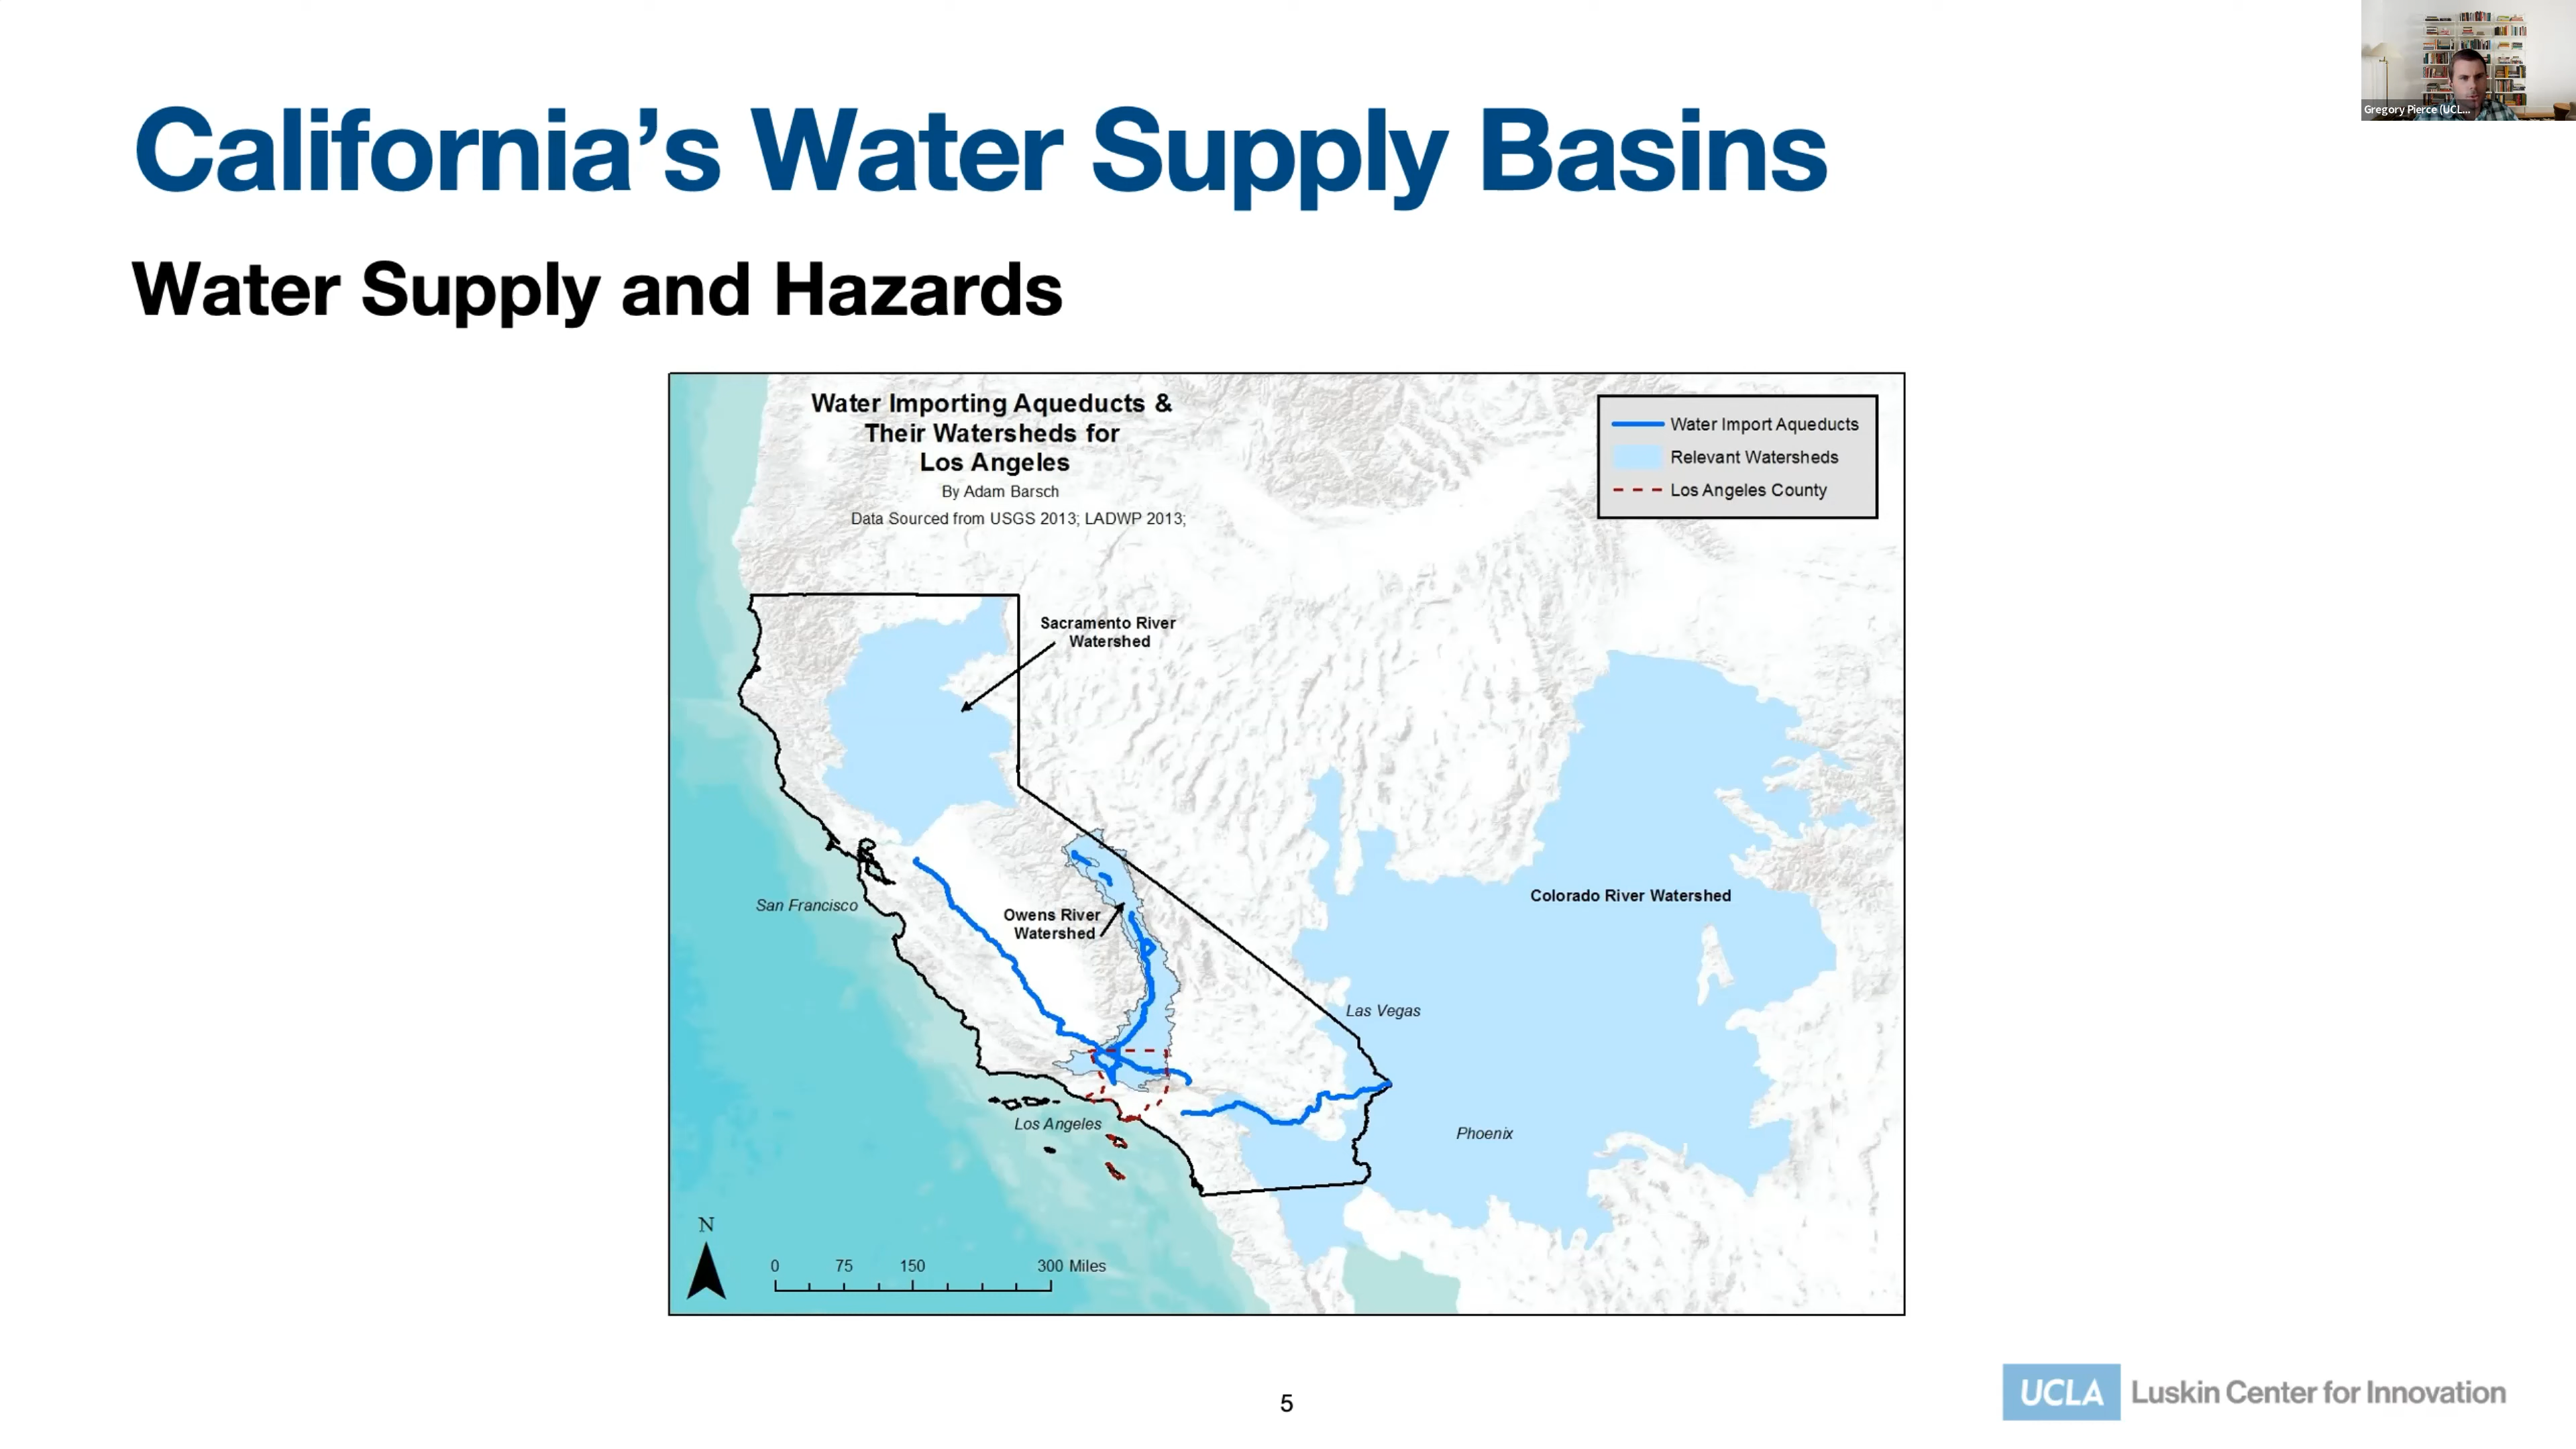 California’s Water Supply Basins
Gregory Pierce (UCL...
Water Supply and Hazards
Water Importing Aqueducts &
Their Watersheds for
Los Angeles
By Adam Barsch
Data Sourced from USGS 2013; LADWP 2013;
Water Import Aqueducts
Relevant Watersheds
Los Angeles County
Sacramento River
Watershed
Owens River
Watershed
Colorado River Watershed
San Francisco
Las Vegas
Los Angeles
Phoenix
N
0 75 150 300 Miles
5
UCLA Luskin Center for Innovation